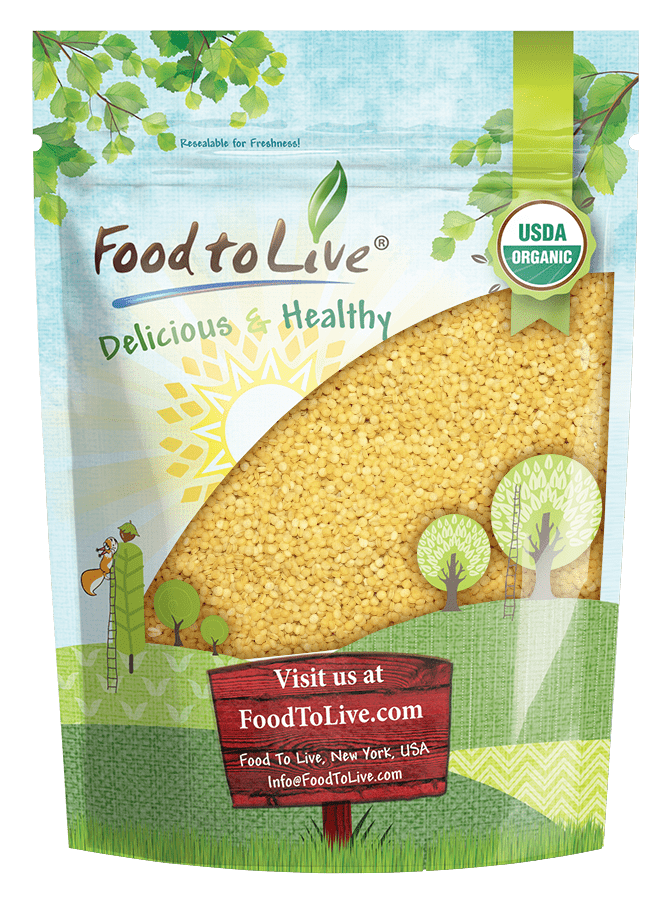 Resealable for Freshness!
Food to Live®
Delicious & Healthy
USDA
ORGANIC
Visit us at
FoodToLive.com
Food To Live, New York, USA
Info@FoodToLive.com